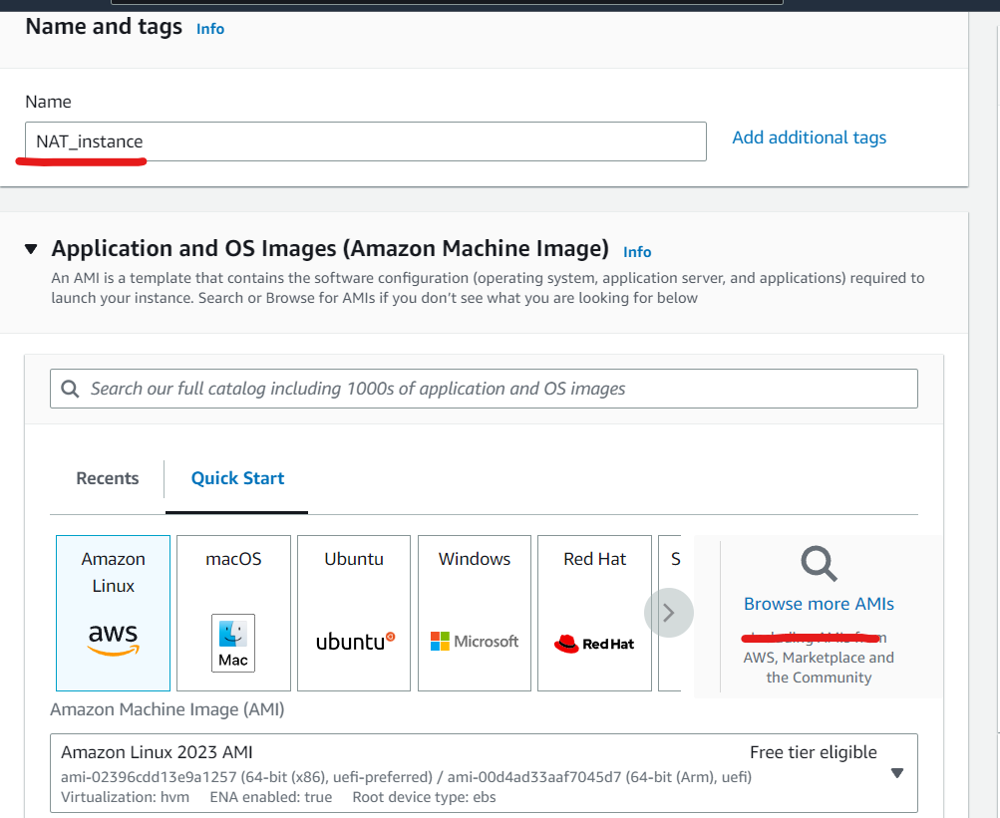 Name and tags Info
Name
NAT_instance
Add additional tags
Application and OS Images (Amazon Machine Image) Info
An AMI is a template that contains the software configuration (operating system, application server, and applications) required to
launch your instance. Search or Browse for AMIs if you don’t see what you are looking for below
Search our full catalog including 1000s of application and OS images
Recents
Quick Start
Amazon
Linux
aws
macOS
Mac
Ubuntu
ubuntu
Windows
Microsoft
Red Hat
Red Hat
S
Browse more AMIs
Including AMIs from
AWS, Marketplace and
the Community
Amazon Machine Image (AMI)
Amazon Linux 2023 AMI
Free tier eligible
ami-02396cdd13e9a1257 (64-bit (x86), uefi-preferred) / ami-00d4ad33aaf7045d7 (64-bit (Arm), uefi)
Virtualization: hvm ENA enabled: true Root device type: ebs